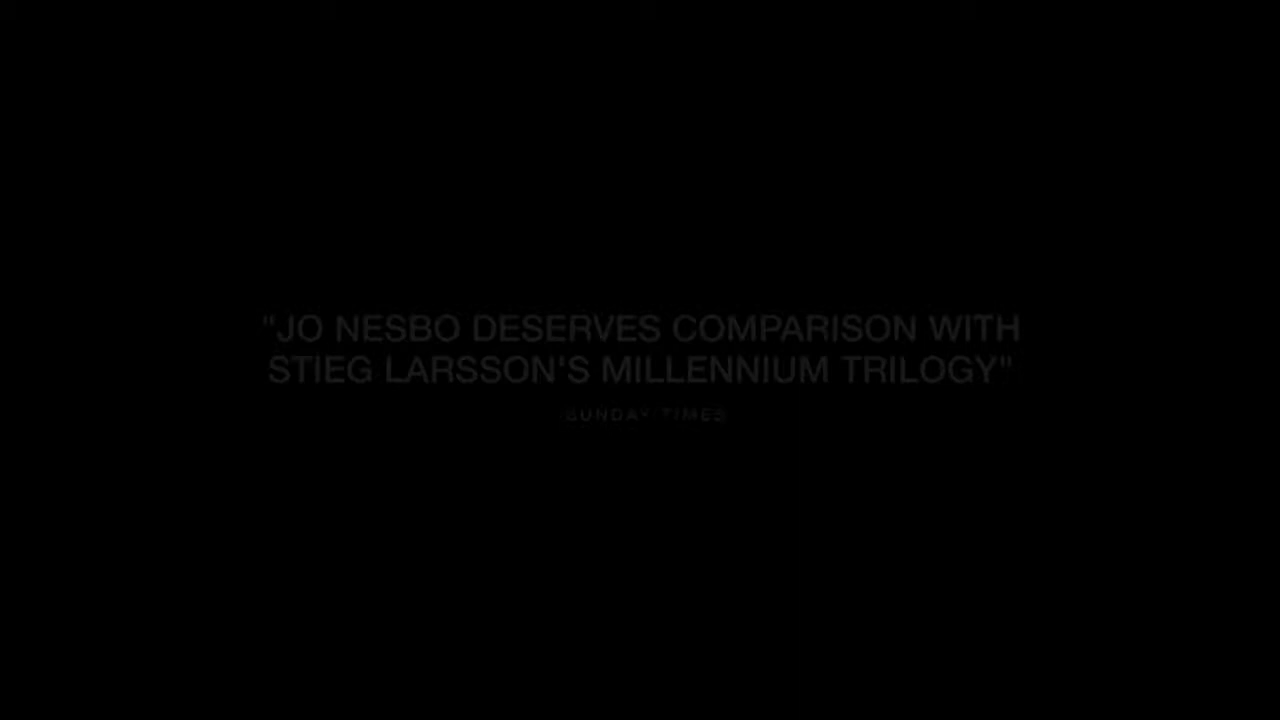 "JO NESBO DESERVES COMPARISON WITH
STIEG LARSSON'S MILLENNIUM TRILOGY"
SUNDAY TIMES